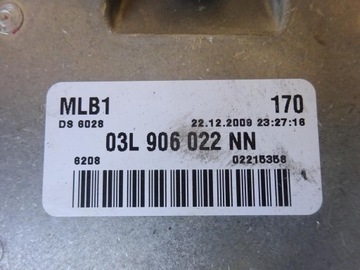 MLB1 170
DS 6028 22.12.2009 23:27:16
03L 906 022 NN
6208 02215358